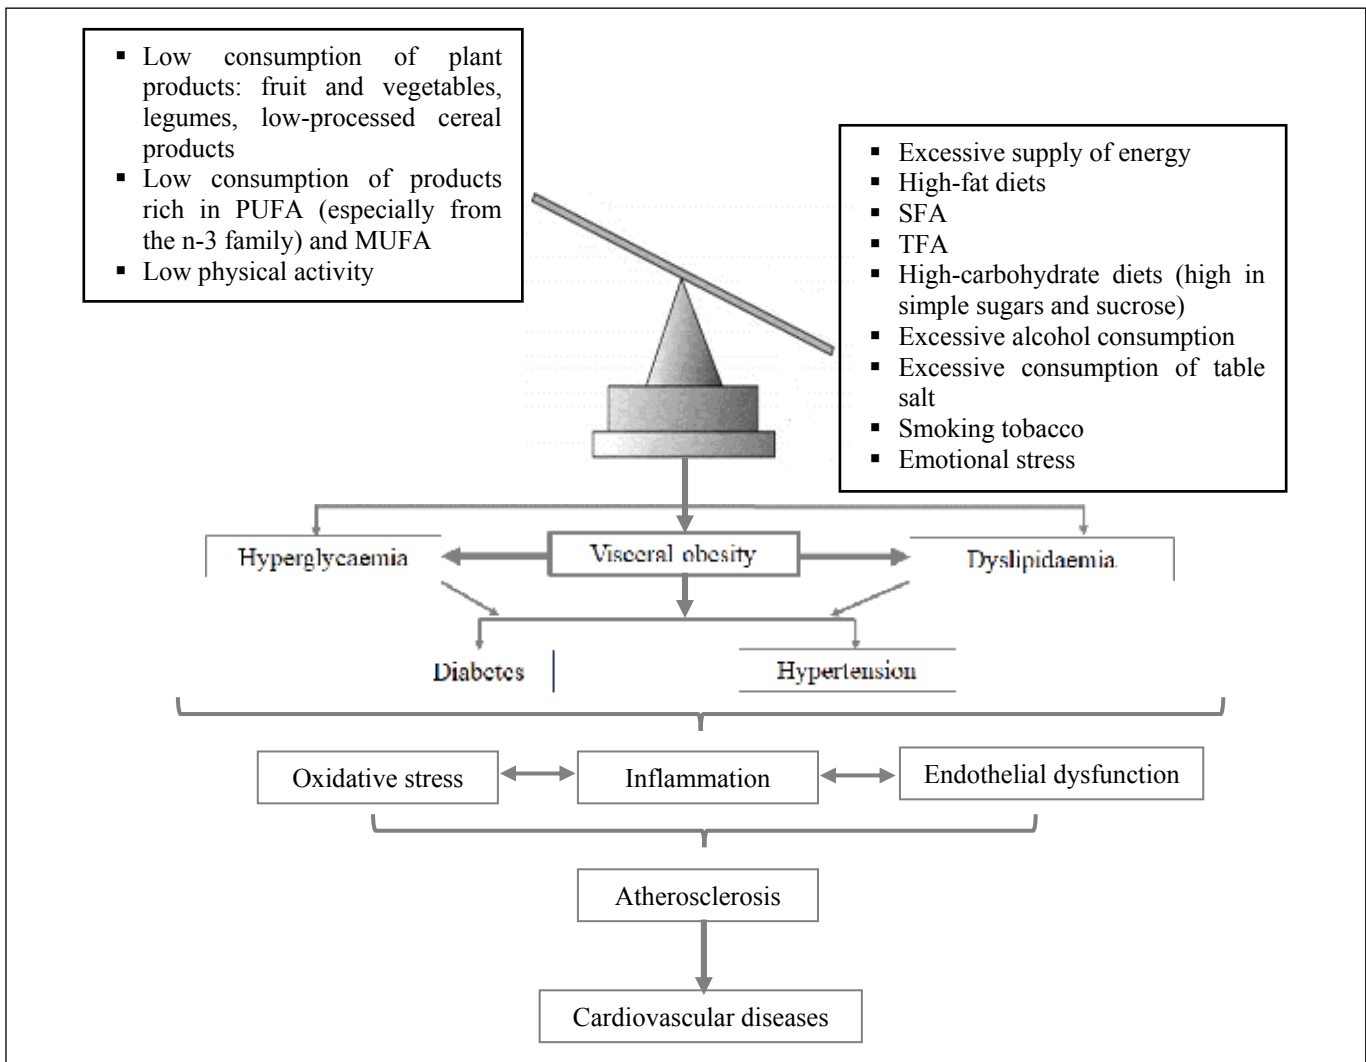 ▪ Low consumption of plant
products: fruit and vegetables,
legumes, low-processed cereal
products
▪ Low consumption of products
rich in PUFA (especially from
the n-3 family) and MUFA
▪ Low physical activity
▪ Excessive supply of energy
▪ High-fat diets
▪ SFA
▪ TFA
▪ High-carbohydrate diets (high in
simple sugars and sucrose)
▪ Excessive alcohol consumption
▪ Excessive consumption of table
salt
▪ Smoking tobacco
▪ Emotional stress
Hyperglycaemia
Visceral obesity
Dyslipidaemia
Diabetes
Hypertension
Oxidative stress
Inflammation
Endothelial dysfunction
Atherosclerosis
Cardiovascular diseases